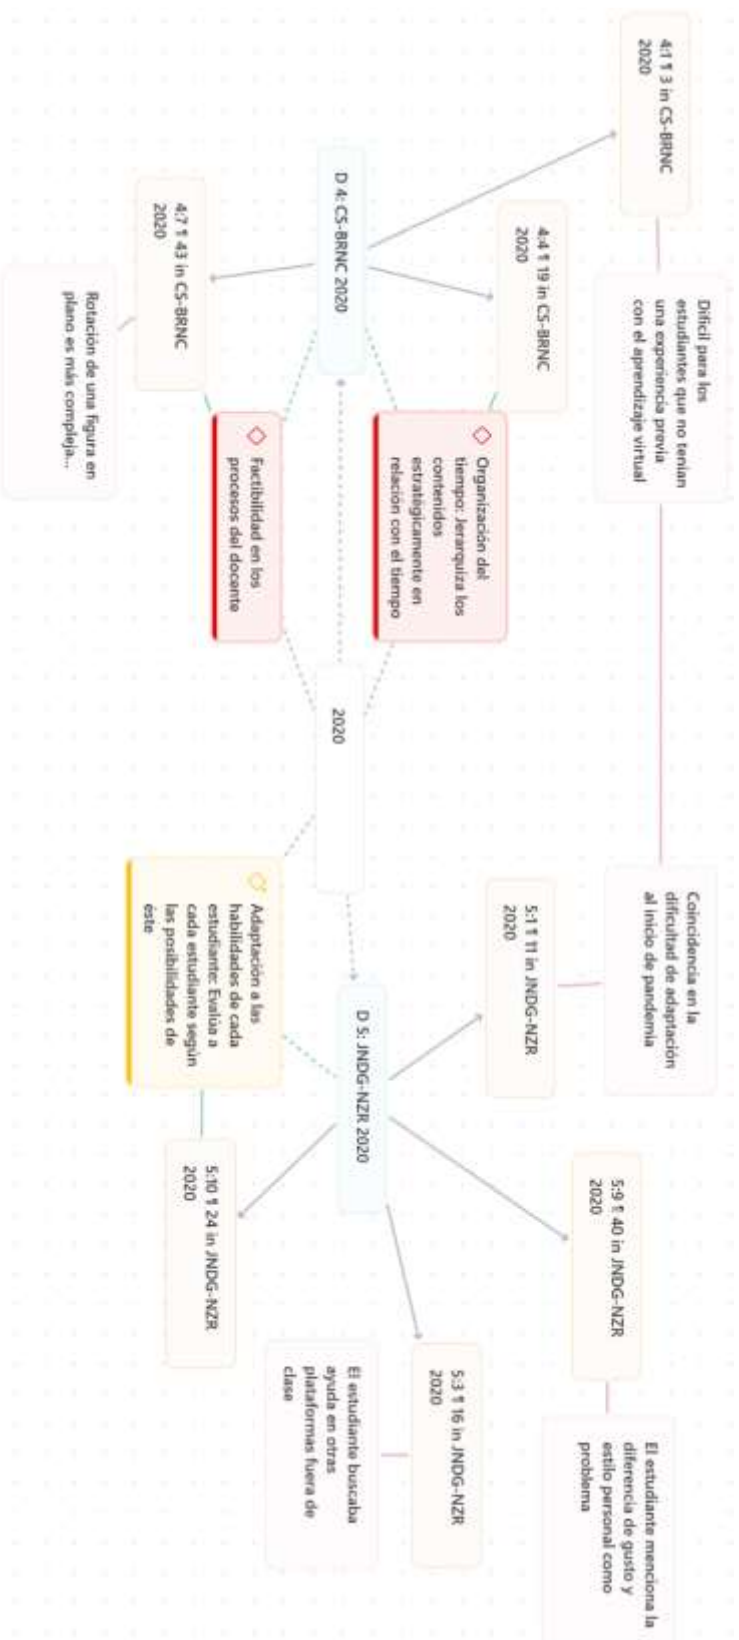 4:1 ¶ 3 in CS-BRNC
2020
Dificil para los
estudiantes que no tenian
una experiencia previa
con el aprendizaje virtual
Coincidencia en la
dificultad de adaptación
al inicio de pandemia
5:9 ¶ 40 in JNDG-NZR
2020
El estudiante menciona la
diferencia de gusto y
estilo personal como
problema
4:4 ¶ 19 in CS-BRNC
2020
Organización del
tiempo: Jerarquiza los
contenidos
estratégicamente en
relación con el tiempo
5:1 ¶ 11 in JNDG-NZR
2020
5:3 ¶ 16 in JNDG-NZR
2020
D 4: CS-BRNC 2020
2020
D 5: JNDG-NZR 2020
El estudiante buscaba
ayuda en otras
plataformas fuera de
clase
4:7 ¶ 43 in CS-BRNC
2020
Factibilidad en los
procesos del docente
Adaptación a las
habilidades de cada
estudiante: Evalúa a
cada estudiante según
las posibilidades de
éste
5:10 ¶ 24 in JNDG-NZR
2020
Rotación de una figura en
plano es más compleja...